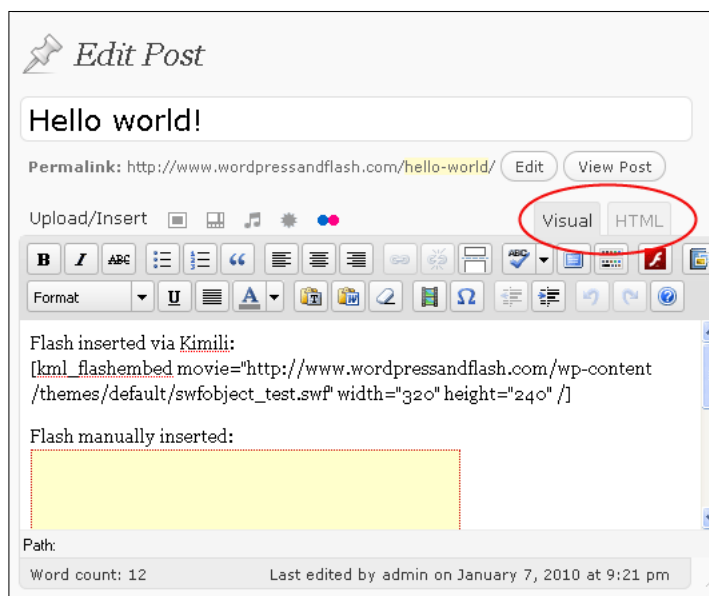 Edit Post
Hello world!
Permalink: http://www.wordpressandflash.com/hello-world/ Edit View Post
Upload/Insert Visual HTML
B I ABC ABC
Format U A T W Ω
Flash inserted via Kimili:
[kml_flashembed movie="http://www.wordpressandflash.com/wp-content
/themes/default/swfobject_test.swf" width="320" height="240" /]
Flash manually inserted:
Path:
Word count: 12 Last edited by admin on January 7, 2010 at 9:21 pm